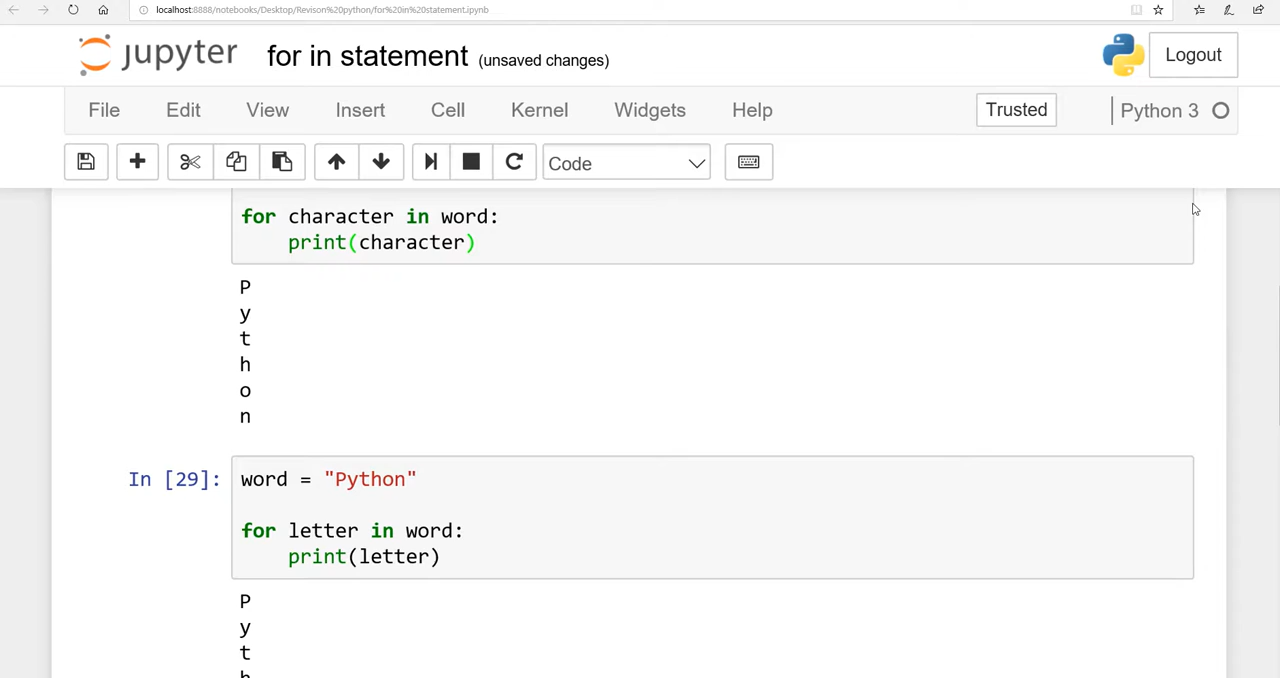 localhost:8888/notebooks/Desktop/Revison%20python/for%20in%20statement.ipynb
jupyter for in statement (unsaved changes) Logout
File Edit View Insert Cell Kernel Widgets Help Trusted Python 3
Code
for character in word:
    print(character)
P
y
t
h
o
n
In [29]: word = "Python"
for letter in word:
    print(letter)
P
y
t
h